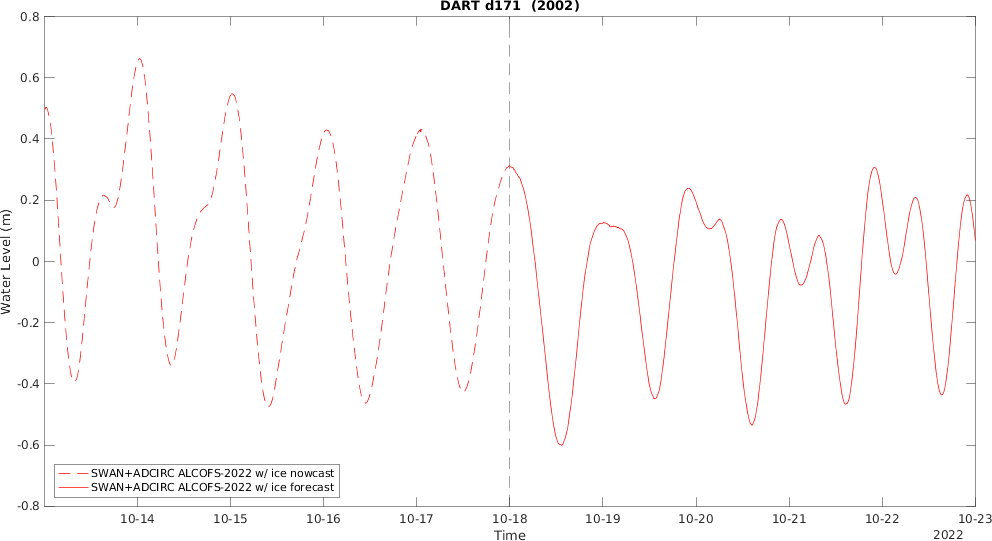 DART d171 (2002)
0.8
0.6
0.4
0.2
0
-0.2
-0.4
-0.6
-0.8
Water Level (m)
SWAN+ADCIRC ALCOFS-2022 w/ ice nowcast
SWAN+ADCIRC ALCOFS-2022 w/ ice forecast
10-14 10-15 10-16 10-17 10-18 10-19 10-20 10-21 10-22 10-23
Time
2022